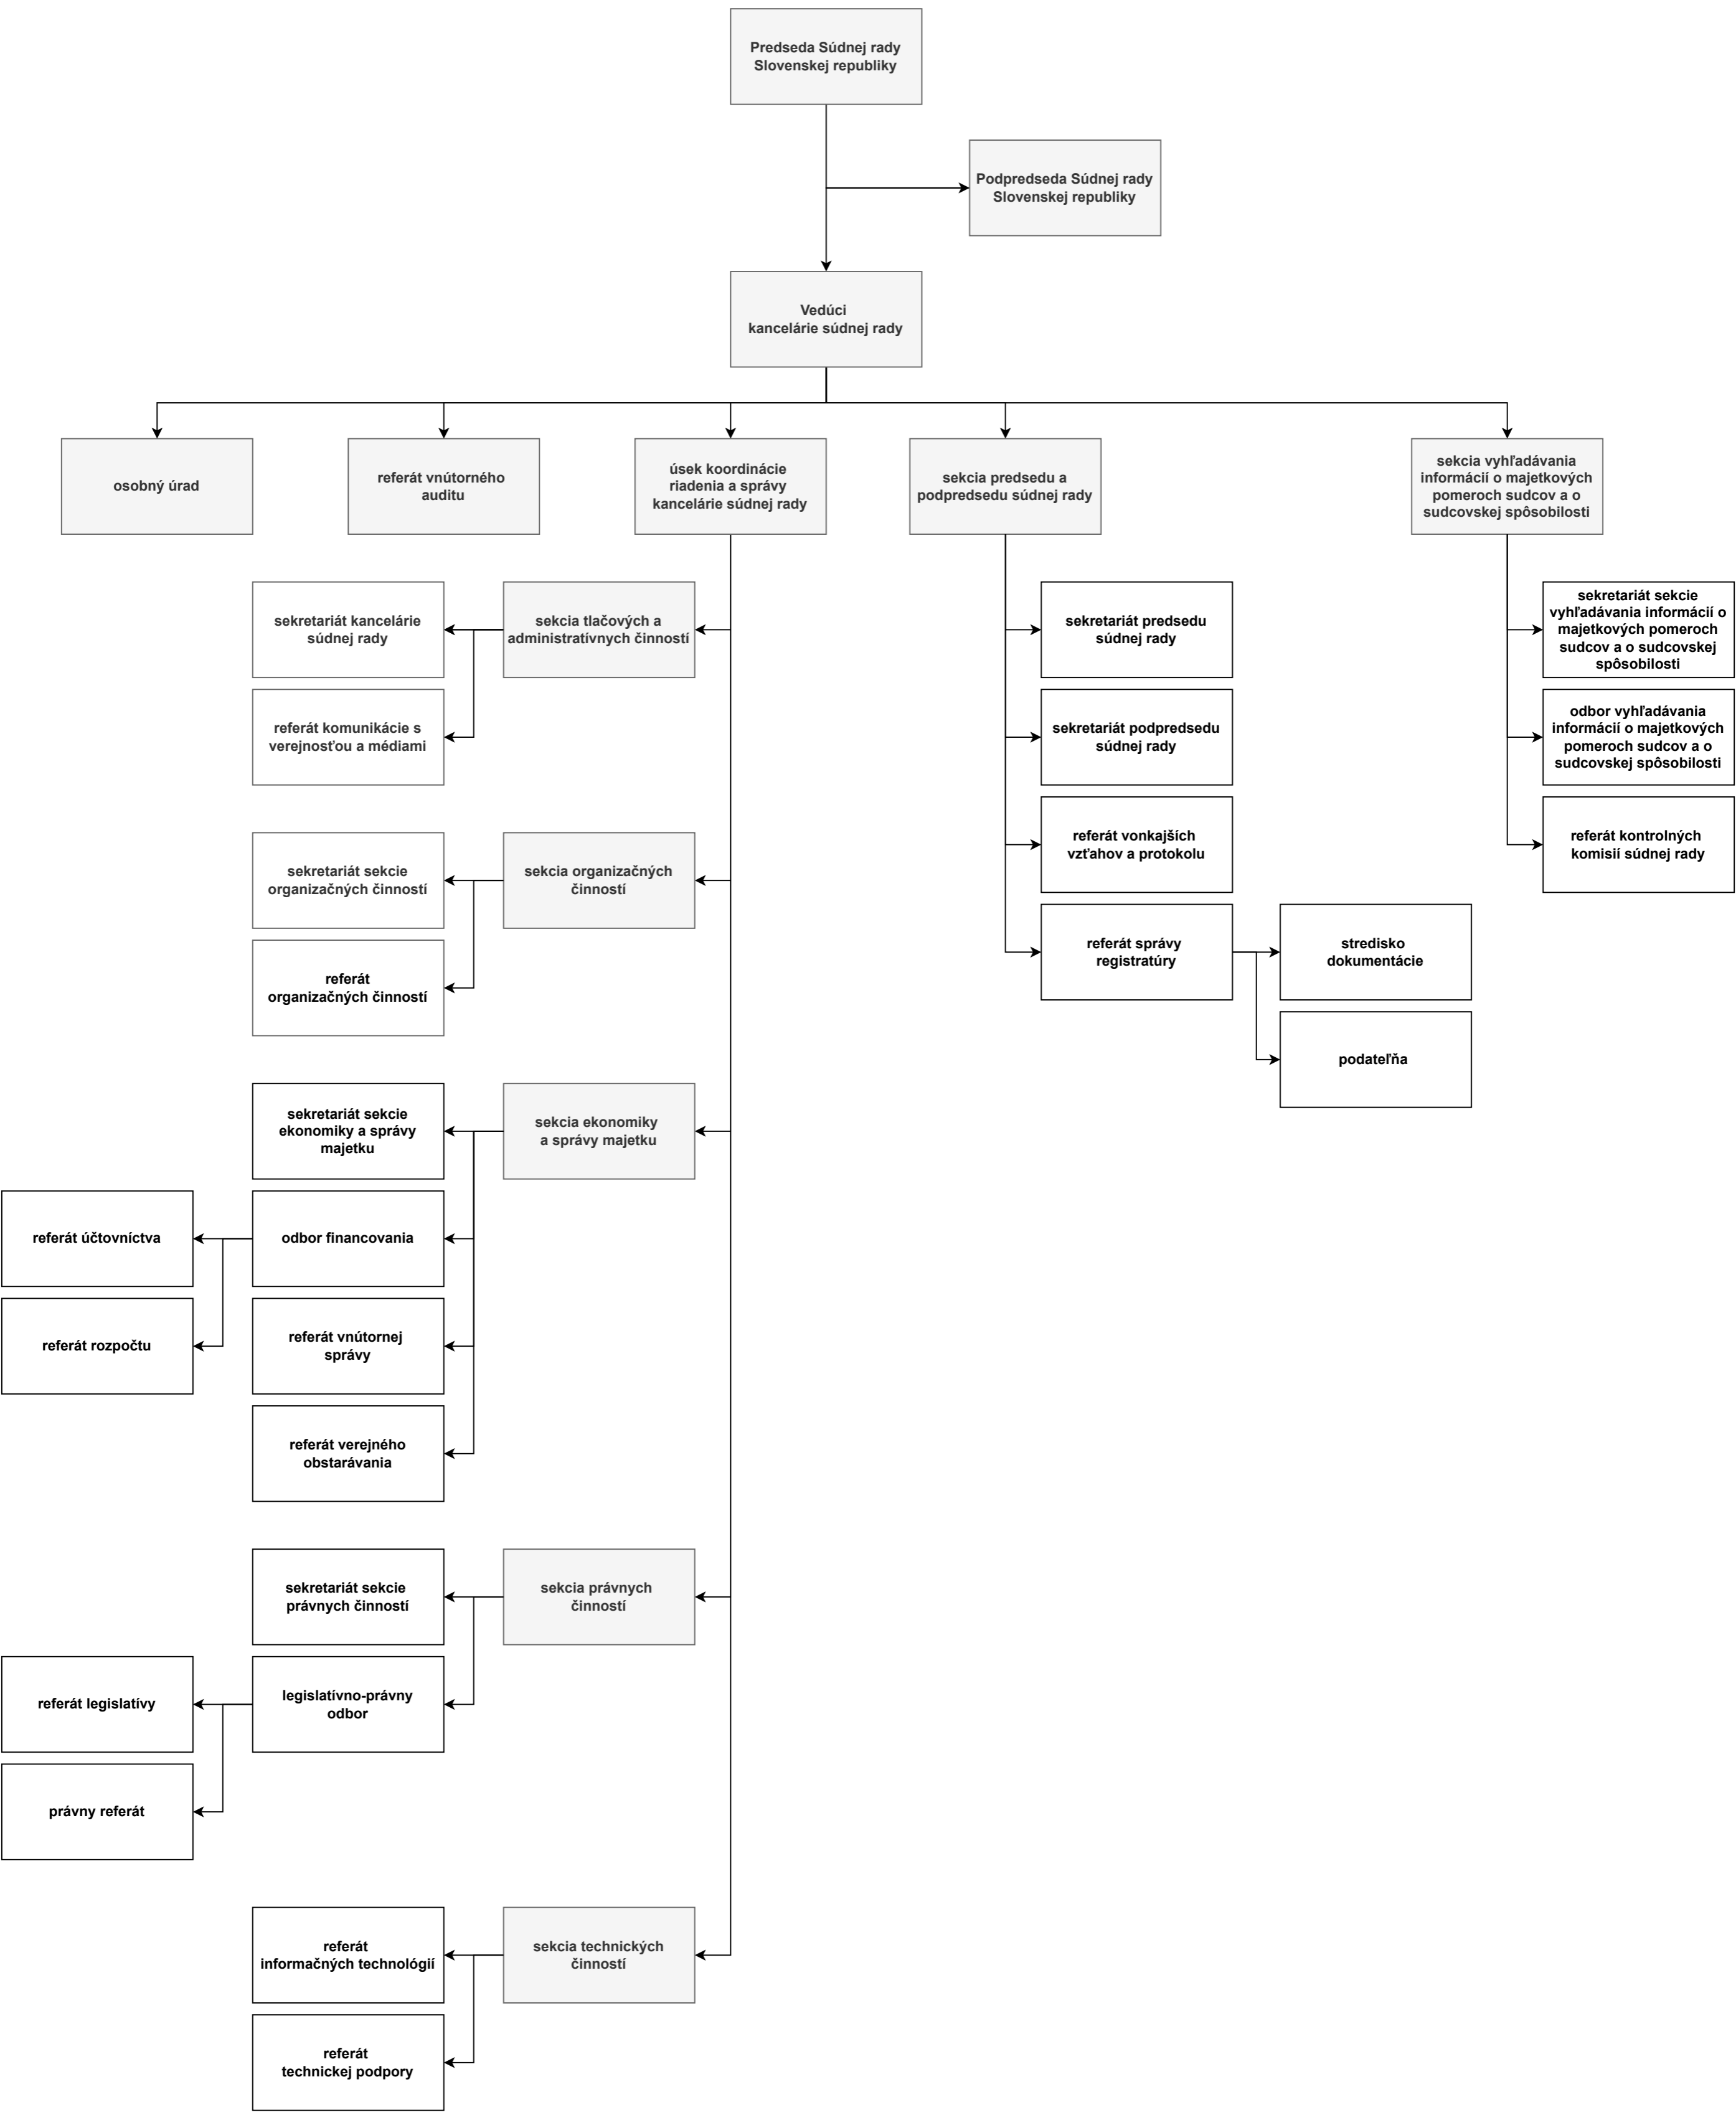 Predseda Súdnej rady
Slovenskej republiky
Podpredseda Súdnej rady
Slovenskej republiky
Vedúci
kancelárie súdnej rady
osobný úrad
referát vnútorného
auditu
úsek koordinácie
riadenia a správy
kancelárie súdnej rady
sekcia predsedu a
podpredsedu súdnej rady
sekcia vyhľadávania
informácií o majetkových
pomeroch sudcov a o
sudcovskej spôsobilosti
sekretariát kancelárie
súdnej rady
sekcia tlačových a
administratívnych činností
referát komunikácie s
verejnosťou a médiami
sekretariát sekcie
organizačných činností
sekcia organizačných
činností
referát
organizačných činností
sekretariát sekcie
ekonomiky a správy
majetku
sekcia ekonomiky
a správy majetku
referát účtovníctva
odbor financovania
referát rozpočtu
referát vnútornej
správy
referát verejného
obstarávania
sekretariát sekcie
právnych činností
sekcia právnych
činností
referát legislatívy
legislatívno-právny
odbor
právny referát
referát
informačných technológií
sekcia technických
činností
referát
technickej podpory
sekretariát predsedu
súdnej rady
sekretariát podpredsedu
súdnej rady
referát vonkajších
vzťahov a protokolu
referát správy
registratúry
stredisko
dokumentácie
podateľňa
sekretariát sekcie
vyhľadávania informácií o
majetkových pomeroch
sudcov a o sudcovskej
spôsobilosti
odbor vyhľadávania
informácií o majetkových
pomeroch sudcov a o
sudcovskej spôsobilosti
referát kontrolných
komisií súdnej rady